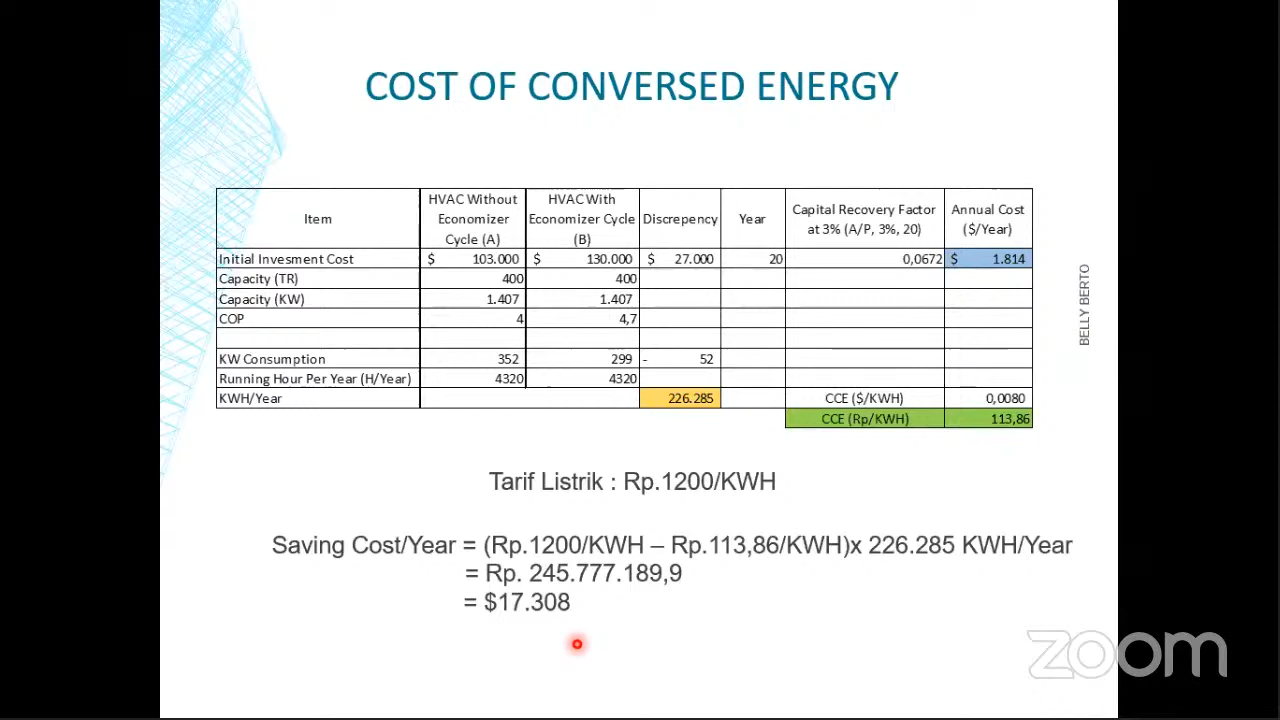 COST OF CONVERSED ENERGY
Item
HVAC Without
Economizer
Cycle (A)
HVAC With
Economizer Cycle
(B)
Discrepency
Year
Capital Recovery Factor
at 3% (A/P, 3%, 20)
Annual Cost
($/Year)
Initial Invesment Cost $ 103.000 $ 130.000 $ 27.000 20 0,0672 $ 1.814
Capacity (TR) 400 400
Capacity (KW) 1.407 1.407
COP 4 4,7
KW Consumption 352 299 - 52
Running Hour Per Year (H/Year) 4320 4320
KWH/Year 226.285 CCE ($/KWH) 0,0080
CCE (Rp/KWH) 113,86
BELLY BERTO
Tarif Listrik : Rp.1200/KWH
Saving Cost/Year = (Rp.1200/KWH – Rp.113,86/KWH)x 226.285 KWH/Year
= Rp. 245.777.189,9
= $17.308
zoom